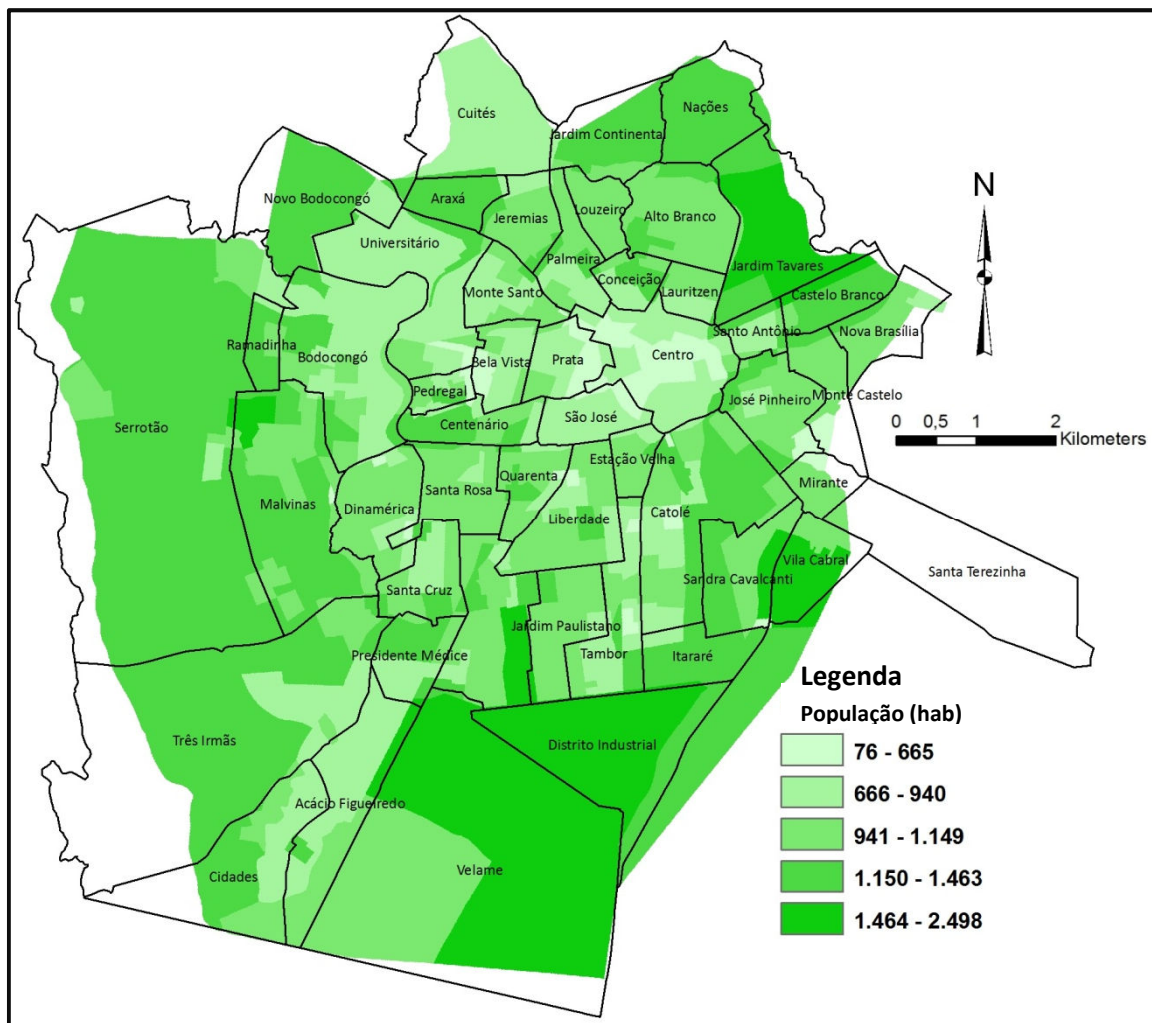 Cuités
Nações
Jardim Continental
Novo Bodocongó
Araxá
Jeremias
Louzeiro
Alto Branco
N
Universitário
Palmeira
Jardim Tavares
Conceição
Monte Santo
Lauritzen
Castelo Branco
Ramadinha
Bodocongó
Santo Antônio
Nova Brasília
Bela Vista
Prata
Centro
Pedregal
José Pinheiro
Monte Castelo
Serrotão
Centenário
São José
0 0,5 1 2
Kilometers
Estação Velha
Quarenta
Santa Rosa
Mirante
Malvinas
Dinamérica
Liberdade
Catolé
Vila Cabral
Santa Terezinha
Sandra Cavalcanti
Santa Cruz
Jardim Paulistano
Presidente Médice
Tambor
Itararé
Três Irmãs
Distrito Industrial
Acácio Figueiredo
Cidades
Velame
Legenda
População (hab)
76 - 665
666 - 940
941 - 1.149
1.150 - 1.463
1.464 - 2.498